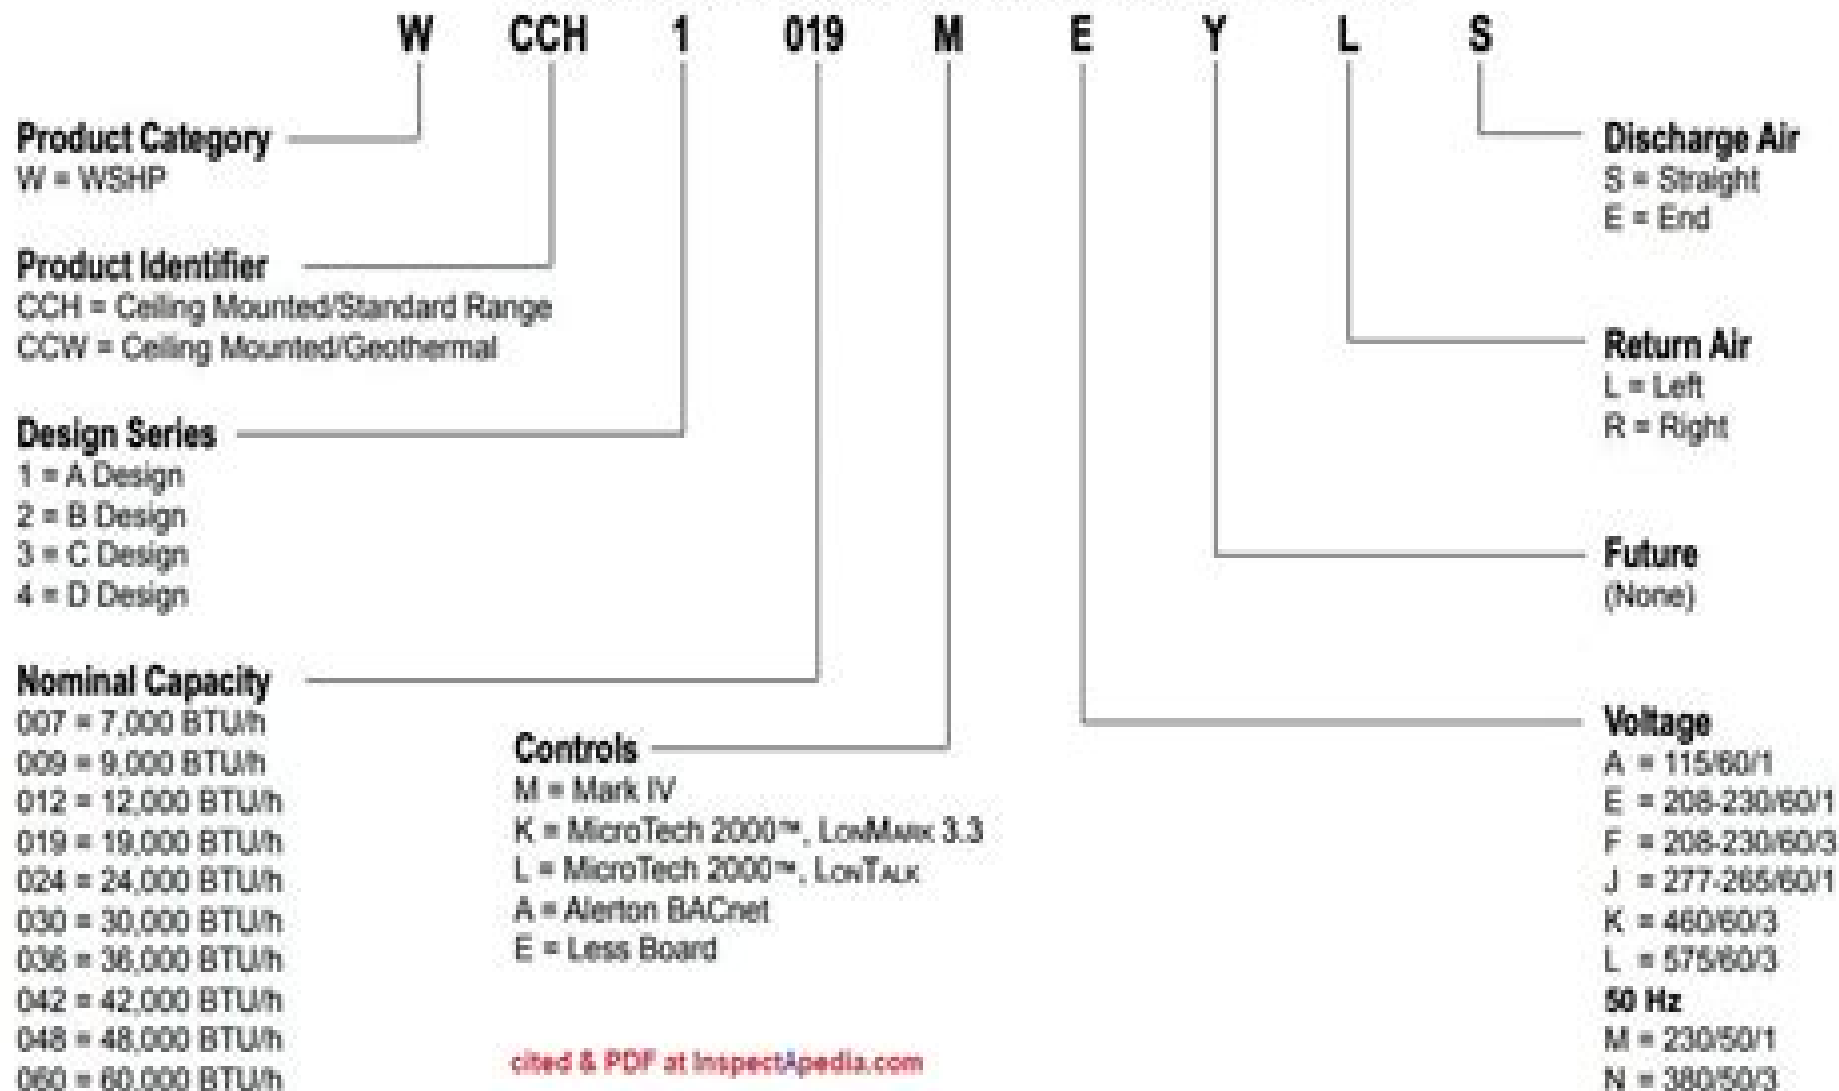 W CCH 1 019 M E Y L S
Product Category
W = WSHP
Product Identifier
CCH = Ceiling Mounted/Standard Range
CCW = Ceiling Mounted/Geothermal
Design Series
1 = A Design
2 = B Design
3 = C Design
4 = D Design
Nominal Capacity
007 = 7,000 BTU/h
009 = 9,000 BTU/h
012 = 12,000 BTU/h
019 = 19,000 BTU/h
024 = 24,000 BTU/h
030 = 30,000 BTU/h
036 = 36,000 BTU/h
042 = 42,000 BTU/h
048 = 48,000 BTU/h
060 = 60,000 BTU/h
Controls
M = Mark IV
K = MicroTech 2000™, LonMark 3.3
L = MicroTech 2000™, LonTalk
A = Alerton BACnet
E = Less Board
cited & PDF at InspectApedia.com
Discharge Air
S = Straight
E = End
Return Air
L = Left
R = Right
Future
(None)
Voltage
A = 115/60/1
E = 208-230/60/1
F = 208-230/60/3
J = 277-265/60/1
K = 460/60/3
L = 575/60/3
50 Hz
M = 230/50/1
N = 380/50/3